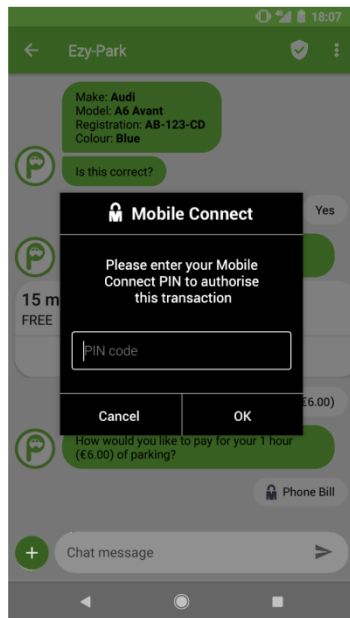 18:07
Ezy-Park
Make: Audi
Model: A6 Avant
Registration: AB-123-CD
Colour: Blue
Is this correct?
Yes
Mobile Connect
Please enter your Mobile
Connect PIN to authorise
this transaction
PIN code
Cancel
OK
15 m
FREE
€6.00)
How would you like to pay for your 1 hour
(€6.00) of parking?
Phone Bill
Chat message